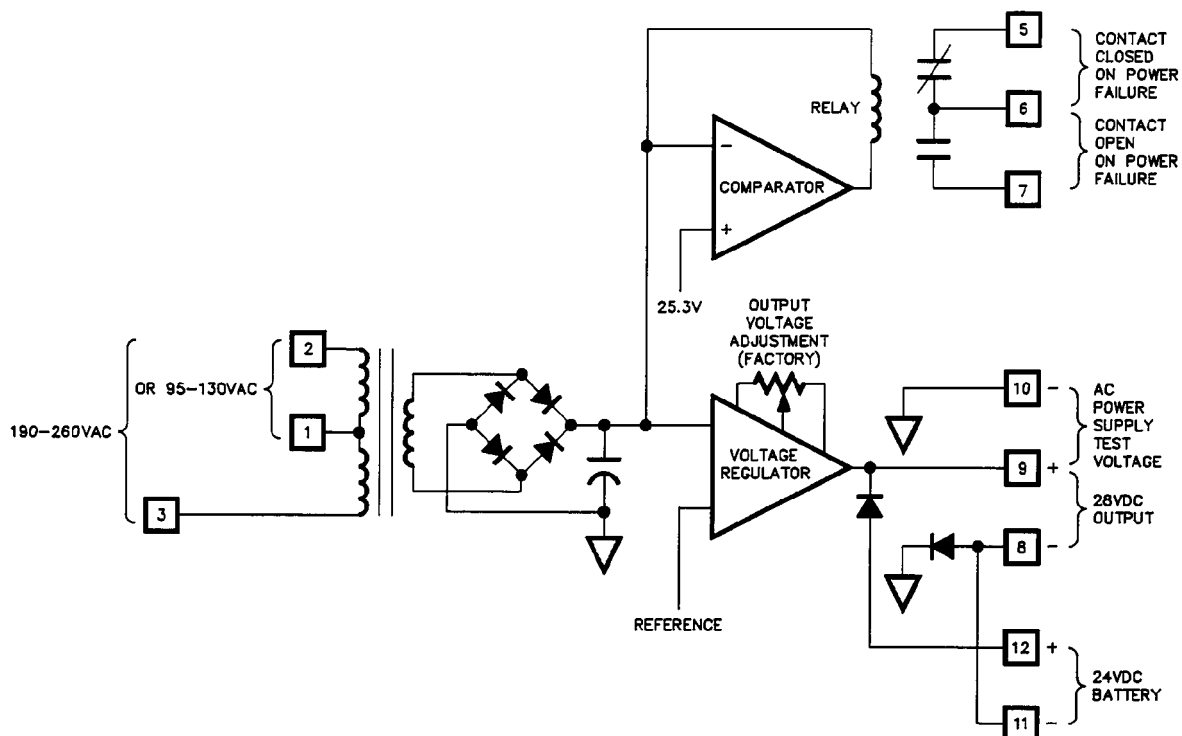 5
CONTACT
CLOSED
ON POWER
FAILURE
RELAY
6
CONTACT
OPEN
ON POWER
FAILURE
7
-
COMPARATOR
+
25.3V
OUTPUT
VOLTAGE
ADJUSTMENT
(FACTORY)
2
OR 95-130VAC
1
190-260VAC
3
VOLTAGE
REGULATOR
REFERENCE
10 -
AC
POWER
SUPPLY
TEST
VOLTAGE
9 +
28VDC
OUTPUT
8 -
12 +
24VDC
BATTERY
11 -